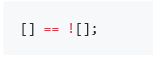 [] == ![];